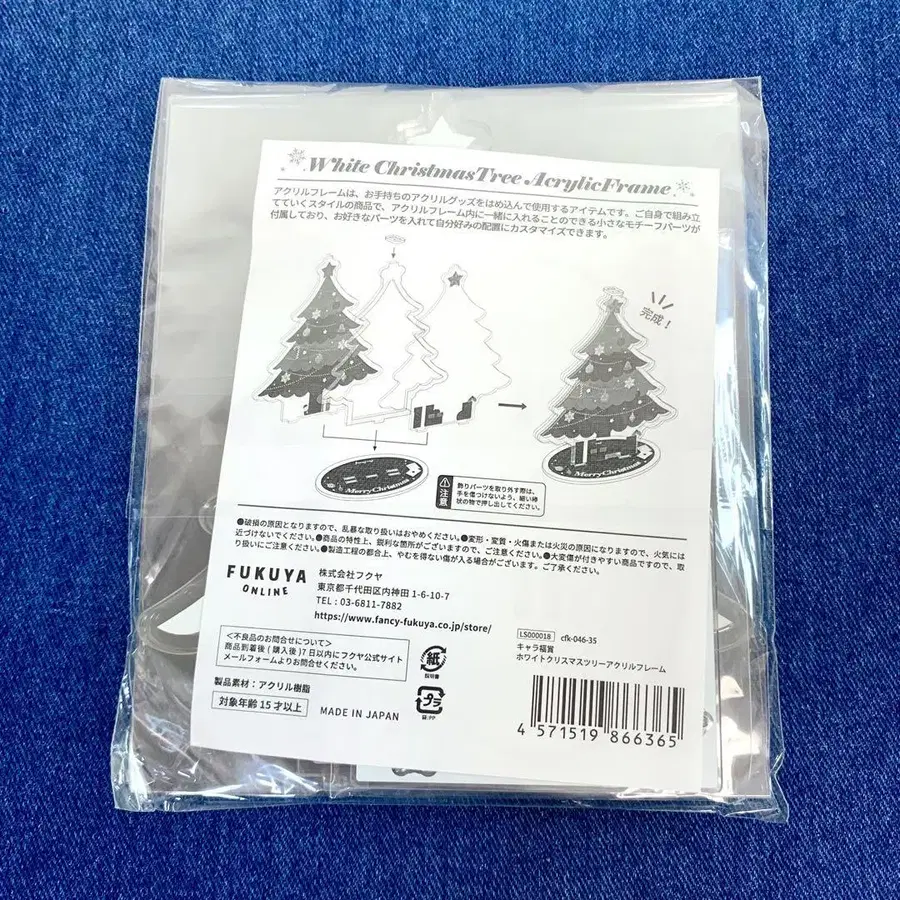 White ChristmasTree AcrylicFrame
アクリルフレームは、お手持ちのアクリルグッズをはめ込んで使用するアイテムです。ご自身で組み立
てていくスタイルの商品で、アクリルフレーム内に一緒に入れることのできる小さなモチーフパーツが
付属しており、お好きなパーツを入れて自分好みの配置にカスタマイズできます。
完成!
MerryChristmas
MerryChristmas
注意
飾りパーツを取り外す際は、
手を傷つけないよう、細い棒
状の物で押し出してください。
●破損の原因となりますので、乱暴な取り扱いはおやめください。●変形・変質・火傷または火災の原因になりますので、火気には
近づけないでください。●商品の特性上、鋭利な箇所がございますので、ご注意ください。●大変傷が付きやすい商品ですので、取
り扱いにご注意ください。●製造工程の都合上、やむを得ない傷が入る場合がございます。ご了承ください。
FUKUYA
ONLINE
株式会社フクヤ
東京都千代田区内神田 1-6-10-7
TEL : 03-6811-7882
https://www.fancy-fukuya.co.jp/store/
<不良品のお問合せについて>
商品到着後(購入後)7日以内にフクヤ公式サイト
メールフォームよりお問合せください。
製品素材:アクリル樹脂
対象年齢 15才以上
MADE IN JAPAN
紙
説明書
プラ
袋:PP
LS000018 cfk-046-35
キャラ福賞
ホワイトクリスマスツリーアクリルフレーム
4 571519 866365